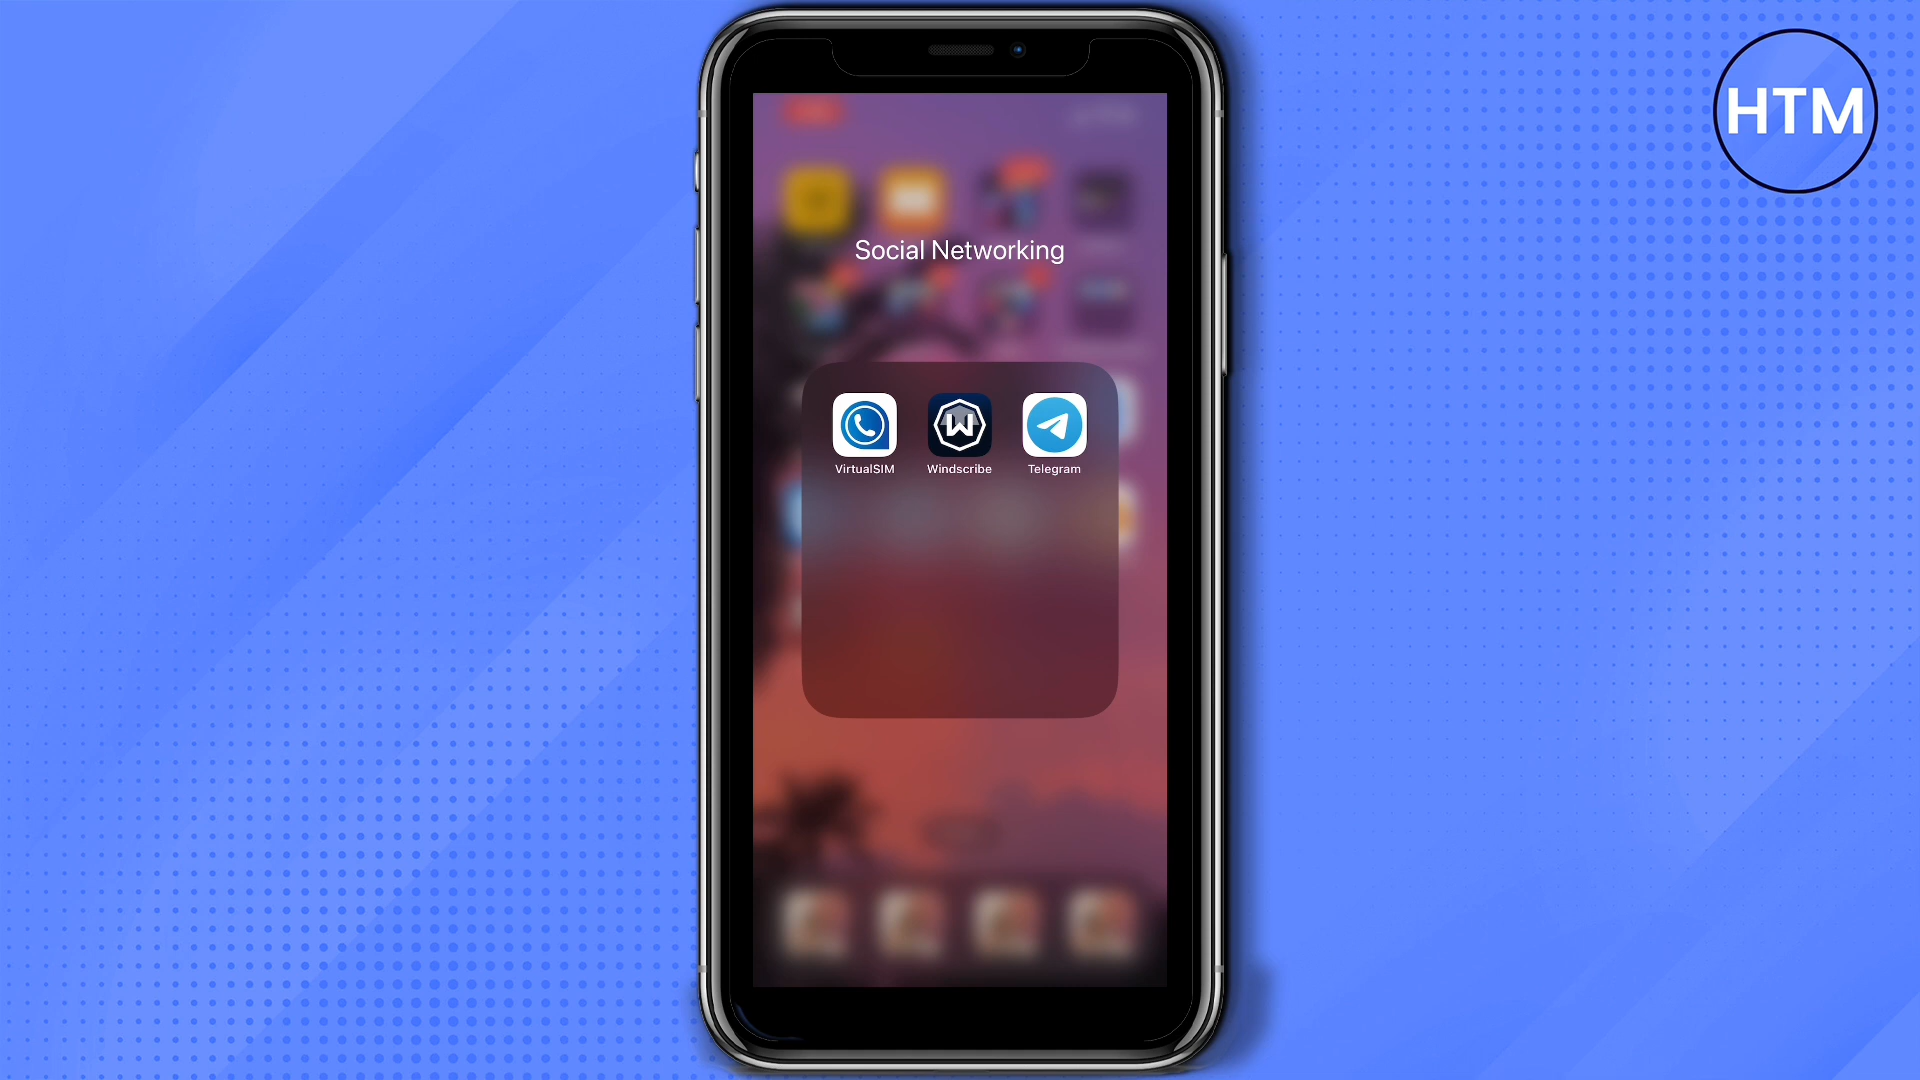 HTM
Social Networking
VirtualSIM
Windscribe
Telegram